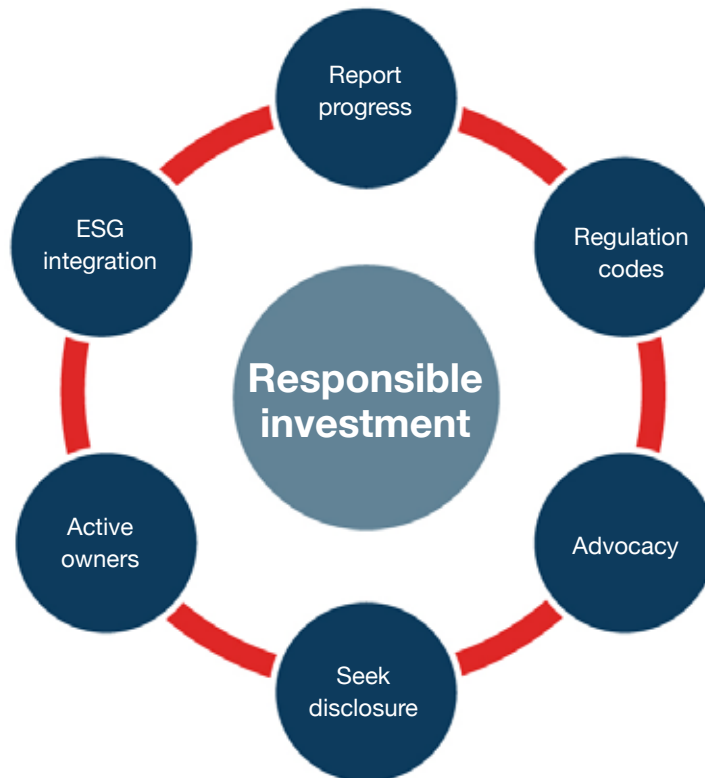 Report
progress
ESG
integration
Regulation
codes
Responsible
investment
Active
owners
Advocacy
Seek
disclosure